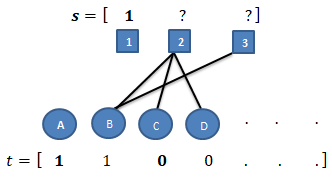 s = [ 1 ? ? ]
1 2 3
A B C D . . .
t = [ 1 1 0 0 . . . ]